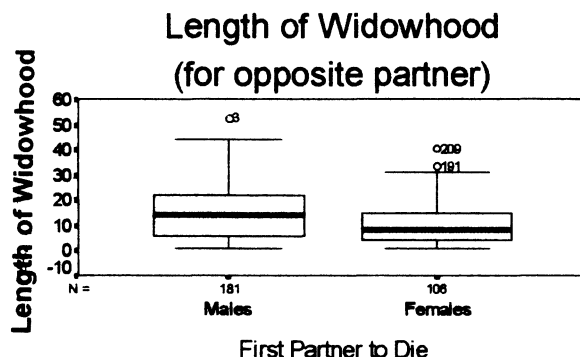 Length of Widowhood
(for opposite partner)
Length of Widowhood
60
50
40
30
20
10
0
-10
3
209
191
N =
181
106
Males
Females
First Partner to Die